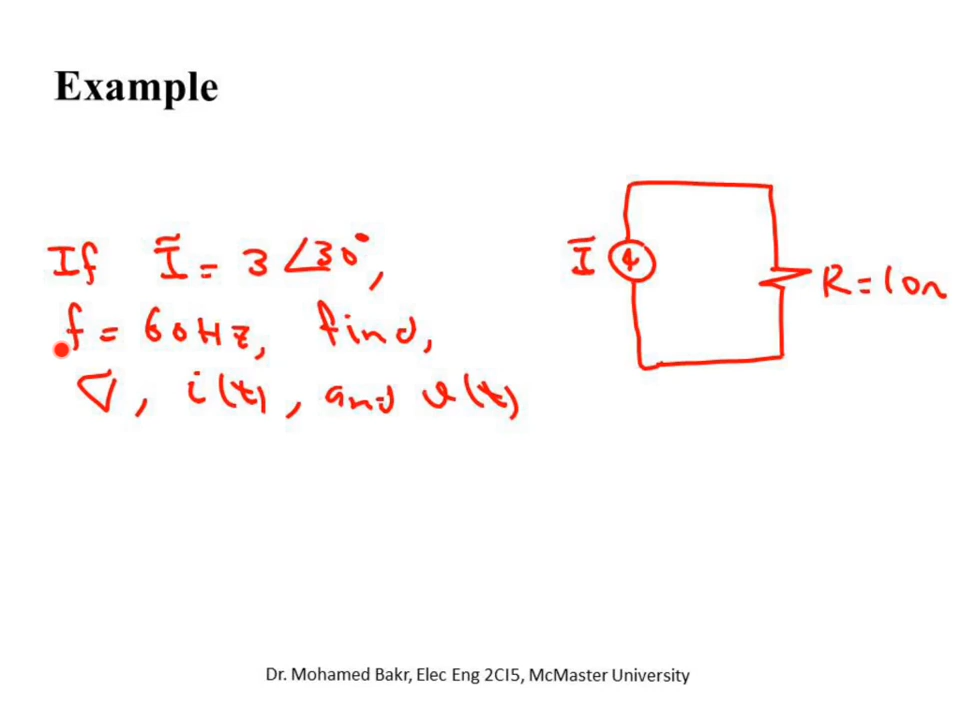 Example
If Ĩ = 3 ∠30°,
f = 60Hz, find,
V̄, i(t), and v(t)
Ī
R = 10Ω
Dr. Mohamed Bakr, Elec Eng 2CI5, McMaster University